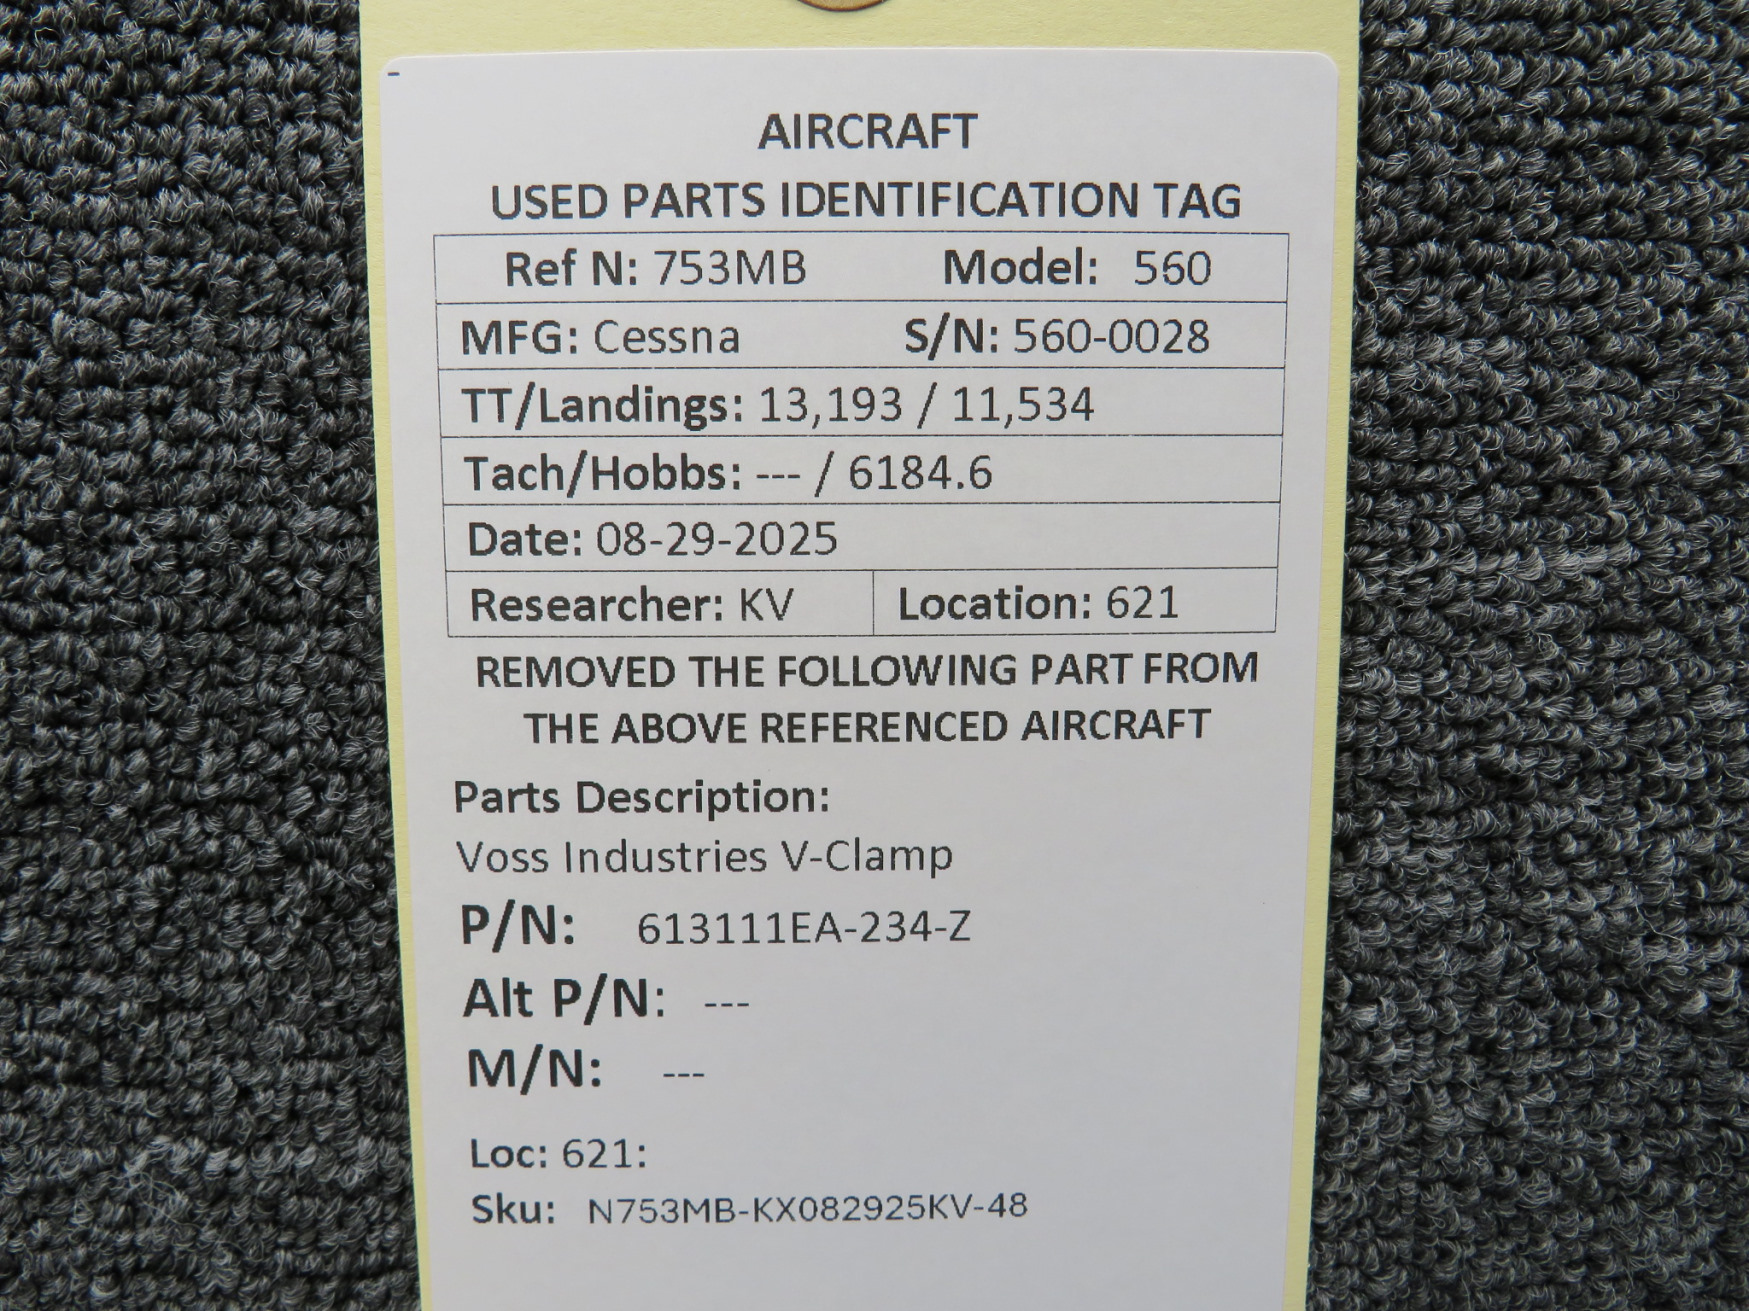 AIRCRAFT
USED PARTS IDENTIFICATION TAG
Ref N: 753MB Model: 560
MFG: Cessna S/N: 560-0028
TT/Landings: 13,193 / 11,534
Tach/Hobbs: --- / 6184.6
Date: 08-29-2025
Researcher: KV Location: 621
REMOVED THE FOLLOWING PART FROM
THE ABOVE REFERENCED AIRCRAFT
Parts Description:
Voss Industries V-Clamp
P/N: 613111EA-234-Z
Alt P/N: ---
M/N: ---
Loc: 621:
Sku: N753MB-KX082925KV-48